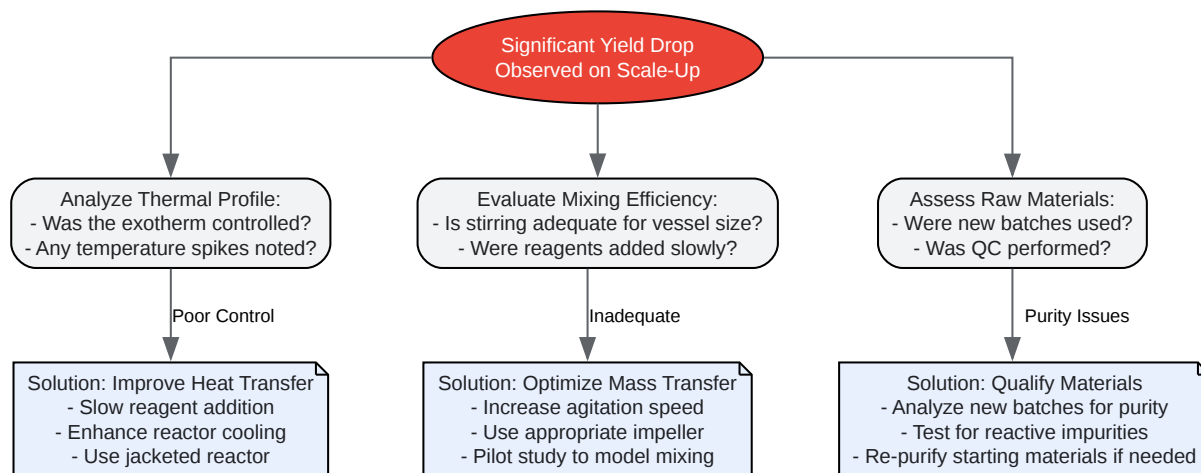 Significant Yield Drop
Observed on Scale-Up
Analyze Thermal Profile:
- Was the exotherm controlled?
- Any temperature spikes noted?
Evaluate Mixing Efficiency:
- Is stirring adequate for vessel size?
- Were reagents added slowly?
Assess Raw Materials:
- Were new batches used?
- Was QC performed?
Poor Control
Inadequate
Purity Issues
Solution: Improve Heat Transfer
- Slow reagent addition
- Enhance reactor cooling
- Use jacketed reactor
Solution: Optimize Mass Transfer
- Increase agitation speed
- Use appropriate impeller
- Pilot study to model mixing
Solution: Qualify Materials
- Analyze new batches for purity
- Test for reactive impurities
- Re-purify starting materials if needed